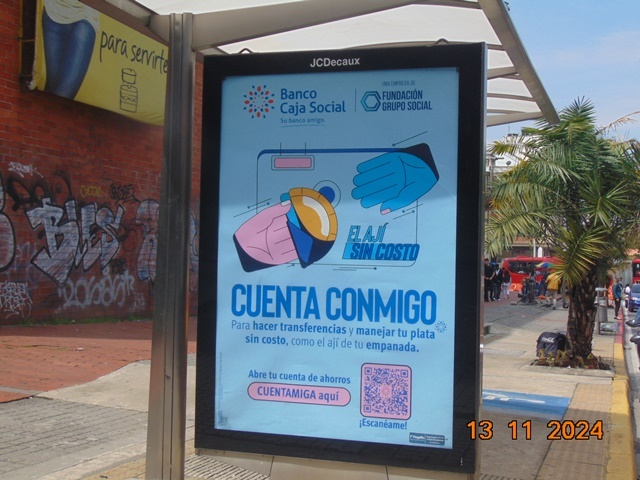 para servirte
JCDecaux
Banco
Caja Social
Su banco amigo.
UNA EMPRESA DE
FUNDACIÓN
GRUPO SOCIAL
EL AJÍ
SIN COSTO
CUENTA CONMIGO
Para hacer transferencias y manejar tu plata
sin costo, como el ají de tu empanada.
Abre tu cuenta de ahorros
CUENTAMIGA aquí
¡Escanéame!
13 11 2024